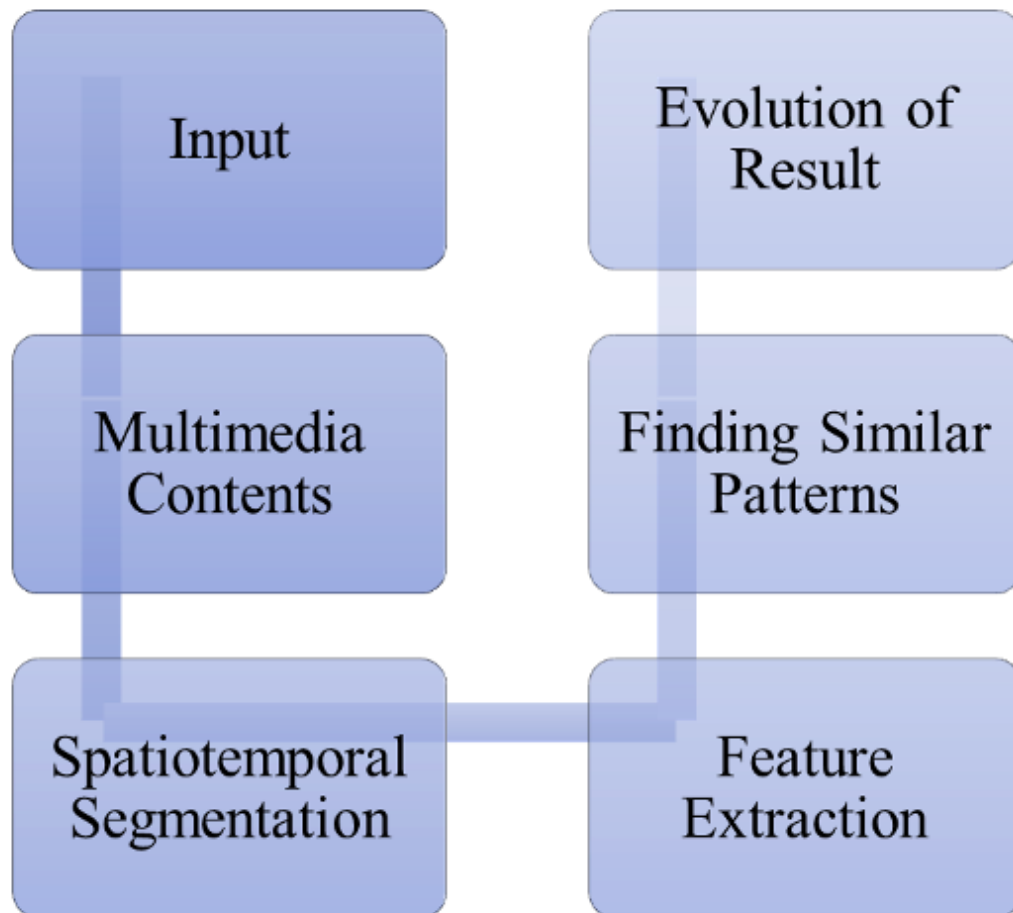 Input
Multimedia
Contents
Spatiotemporal
Segmentation
Feature
Extraction
Finding Similar
Patterns
Evolution of
Result